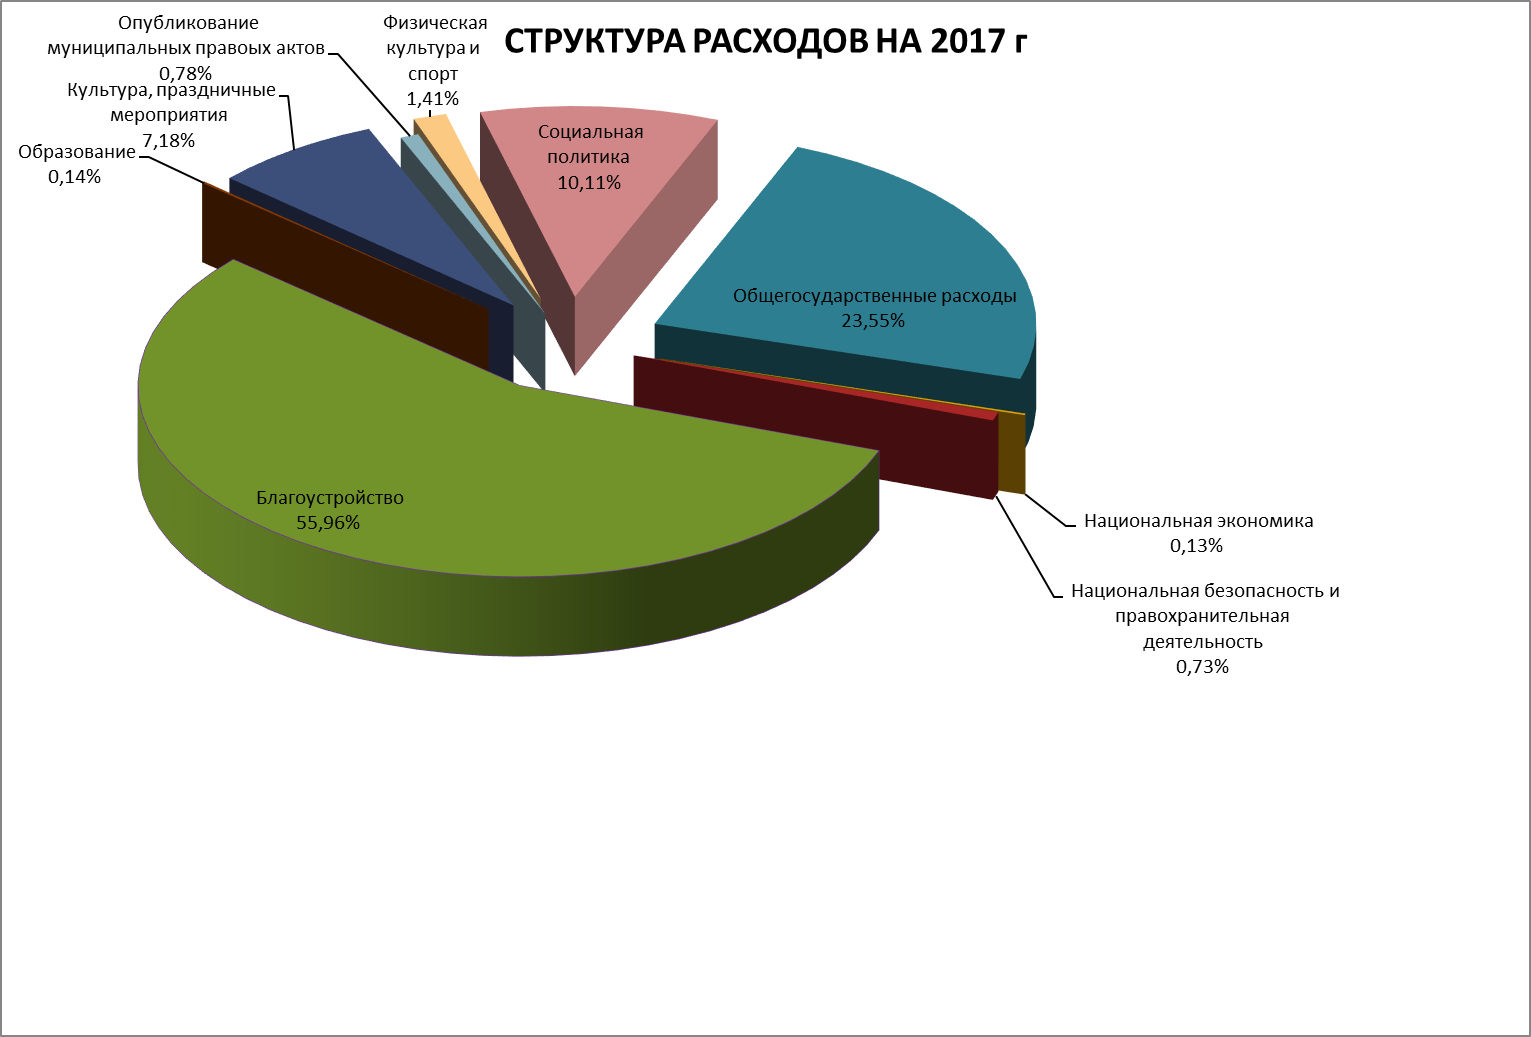 СТРУКТУРА РАСХОДОВ НА 2017 г
Опубликование
муниципальных правоых актов
0,78%
Физическая
культура и
спорт
1,41%
Культура, праздничные
мероприятия
7,18%
Образование
0,14%
Социальная
политика
10,11%
Общегосударственные расходы
23,55%
Благоустройство
55,96%
Национальная экономика
0,13%
Национальная безопасность и
правохранительная
деятельность
0,73%